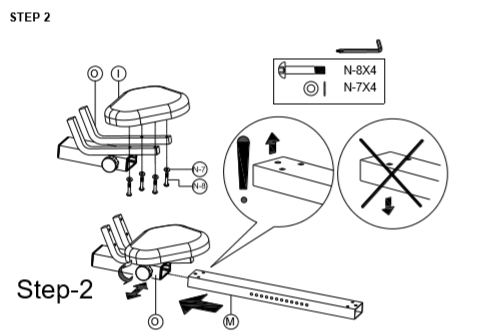 STEP 2
O I
N-8X4
N-7X4
N-7
N-8
Step-2
O
M